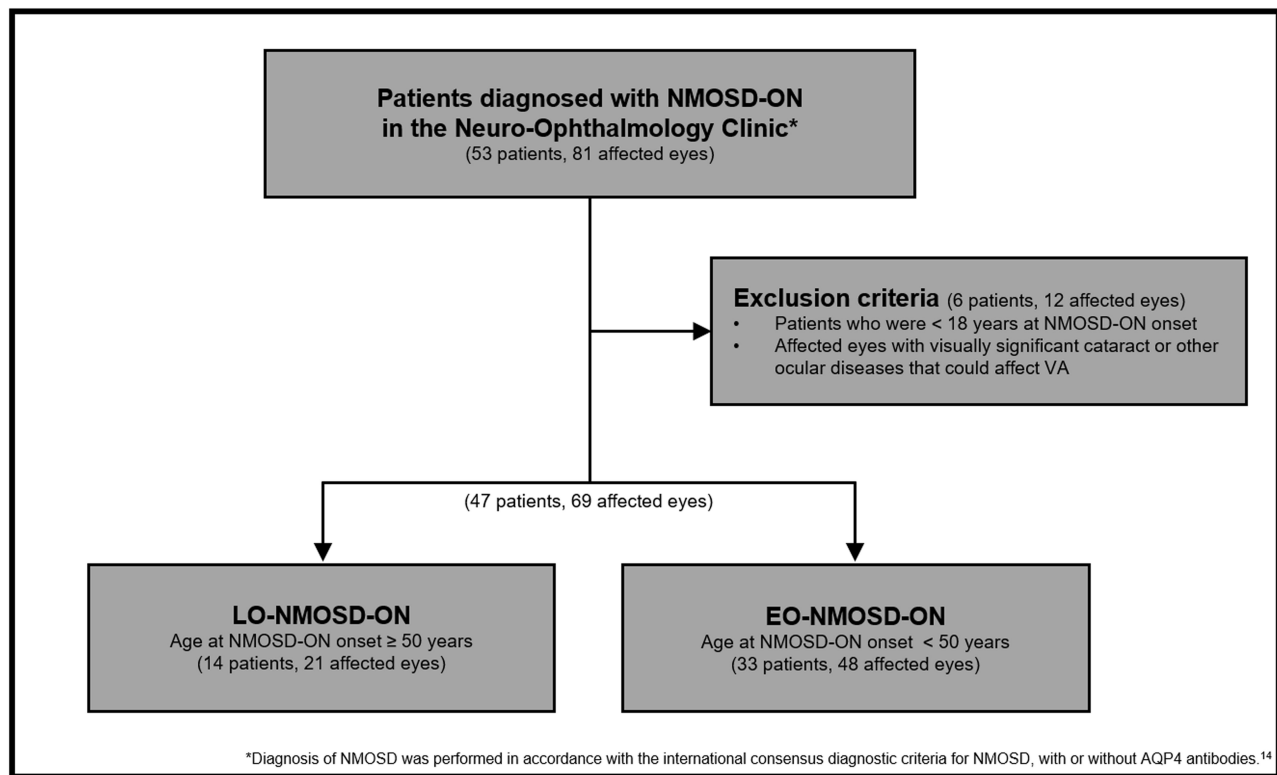 Patients diagnosed with NMOSD-ON
in the Neuro-Ophthalmology Clinic*
(53 patients, 81 affected eyes)
Exclusion criteria (6 patients, 12 affected eyes)
• Patients who were < 18 years at NMOSD-ON onset
• Affected eyes with visually significant cataract or other
ocular diseases that could affect VA
(47 patients, 69 affected eyes)
LO-NMOSD-ON
Age at NMOSD-ON onset ≥ 50 years
(14 patients, 21 affected eyes)
EO-NMOSD-ON
Age at NMOSD-ON onset < 50 years
(33 patients, 48 affected eyes)
*Diagnosis of NMOSD was performed in accordance with the international consensus diagnostic criteria for NMOSD, with or without AQP4 antibodies.¹⁴